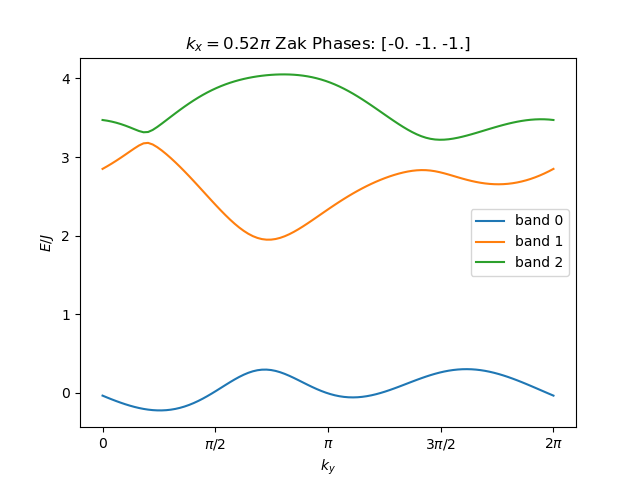 kₓ = 0.52π Zak Phases: [-0. -1. -1.]
4
3
2
1
0
E/J
band 0
band 1
band 2
0
π/2
π
3π/2
2π
k_y